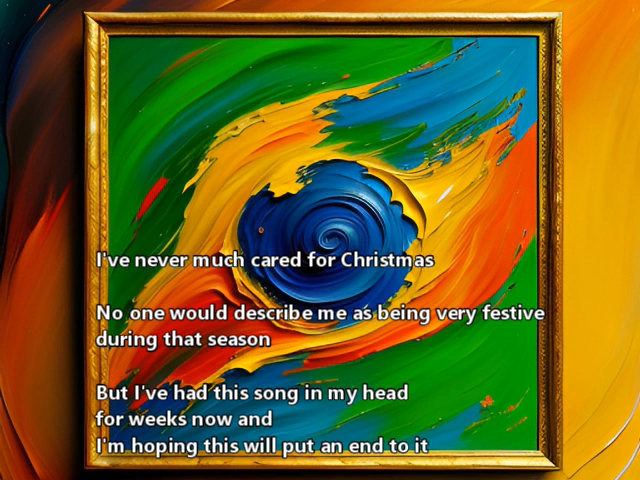 I've never much cared for Christmas
No one would describe me as being very festive
during that season
But I've had this song in my head
for weeks now and
I'm hoping this will put an end to it